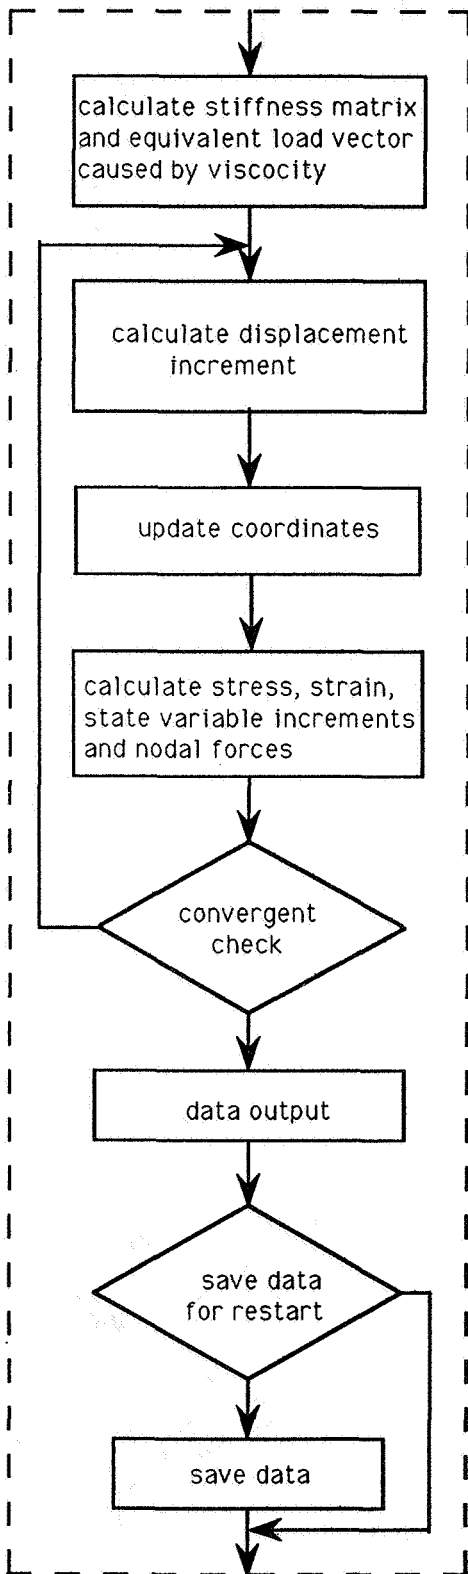 calculate stiffness matrix
and equivalent load vector
caused by viscocity
calculate displacement
increment
update coordinates
calculate stress, strain,
state variable increments
and nodal forces
convergent
check
data output
save data
for restart
save data